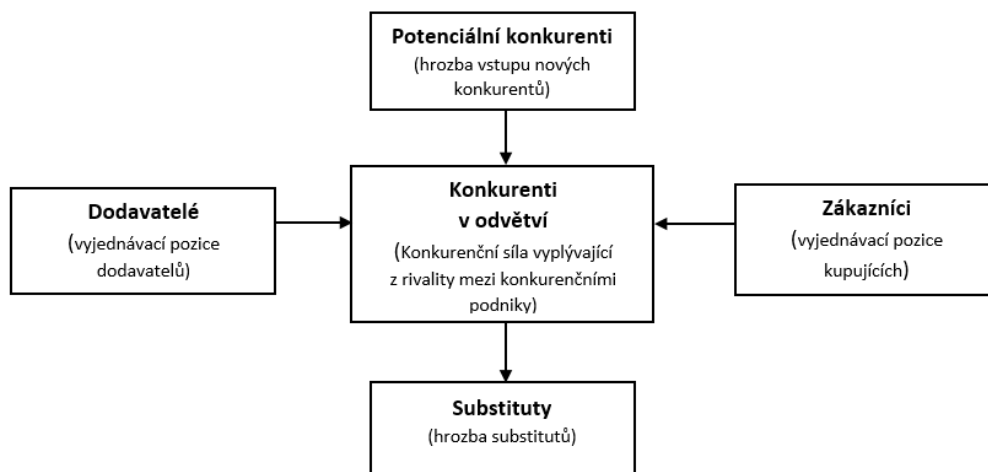 Potenciální konkurenti
(hrozba vstupu nových
konkurentů)
Dodavatelé
(vyjednávací pozice
dodavatelů)
Konkurenti
v odvětví
(Konkurenční síla vyplývající
z rivality mezi konkurenčními
podniky)
Zákazníci
(vyjednávací pozice
kupujících)
Substituty
(hrozba substitutů)